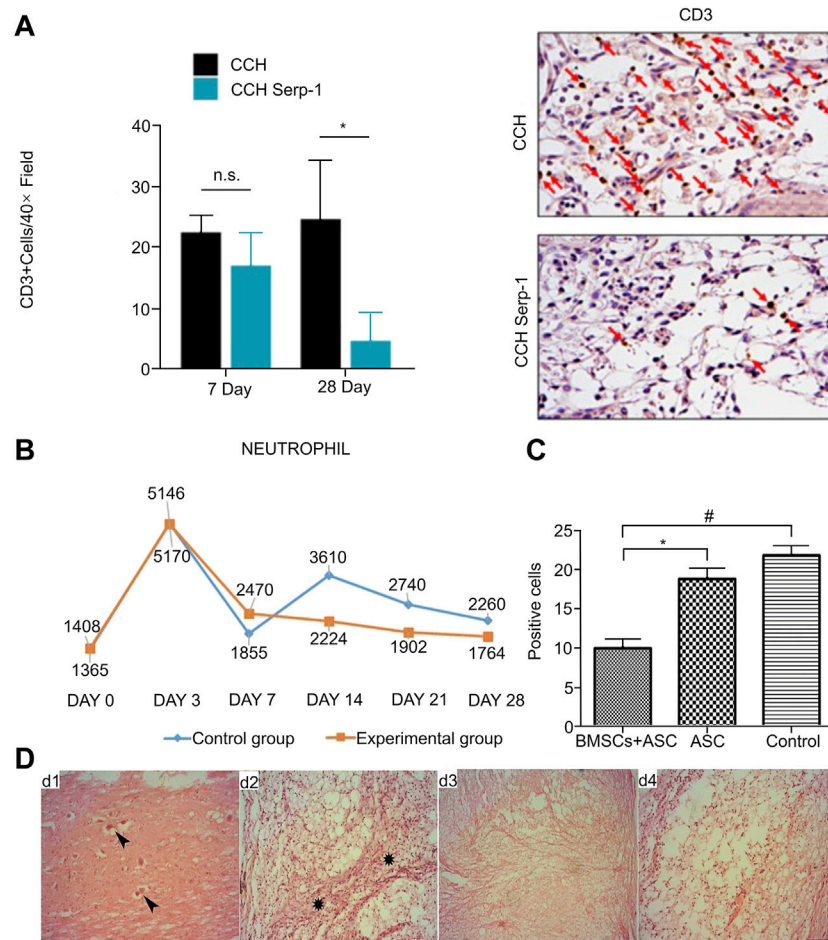 A
CCH
CCH Serp-1
CD3+Cells/40× Field
40
30
20
10
0
n.s.
*
7 Day
28 Day
CD3
CCH
CCH Serp-1
B
NEUTROPHIL
5146
5170
1408
1365
2470
1855
3610
2224
2740
1902
2260
1764
DAY 0 DAY 3 DAY 7 DAY 14 DAY 21 DAY 28
Control group Experimental group
C
Positive cells
25
20
15
10
5
0
#
*
BMSCs+ASC ASC Control
D
d1 d2 d3 d4